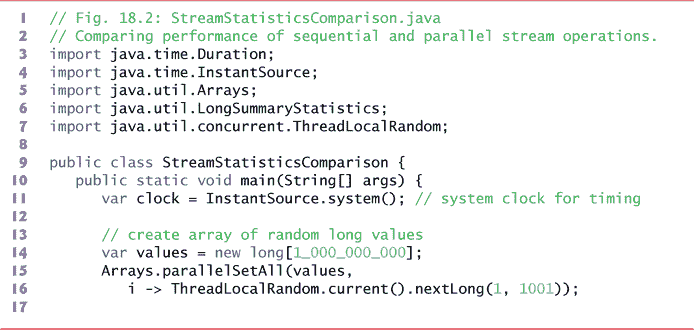 1 // Fig. 18.2: StreamStatisticsComparison.java
2 // Comparing performance of sequential and parallel stream operations.
3 import java.time.Duration;
4 import java.time.InstantSource;
5 import java.util.Arrays;
6 import java.util.LongSummaryStatistics;
7 import java.util.concurrent.ThreadLocalRandom;
8
9 public class StreamStatisticsComparison {
10    public static void main(String[] args) {
11       var clock = InstantSource.system(); // system clock for timing
12
13       // create array of random long values
14       var values = new long[1_000_000_000];
15       Arrays.parallelSetAll(values,
16          i -> ThreadLocalRandom.current().nextLong(1, 1001));
17